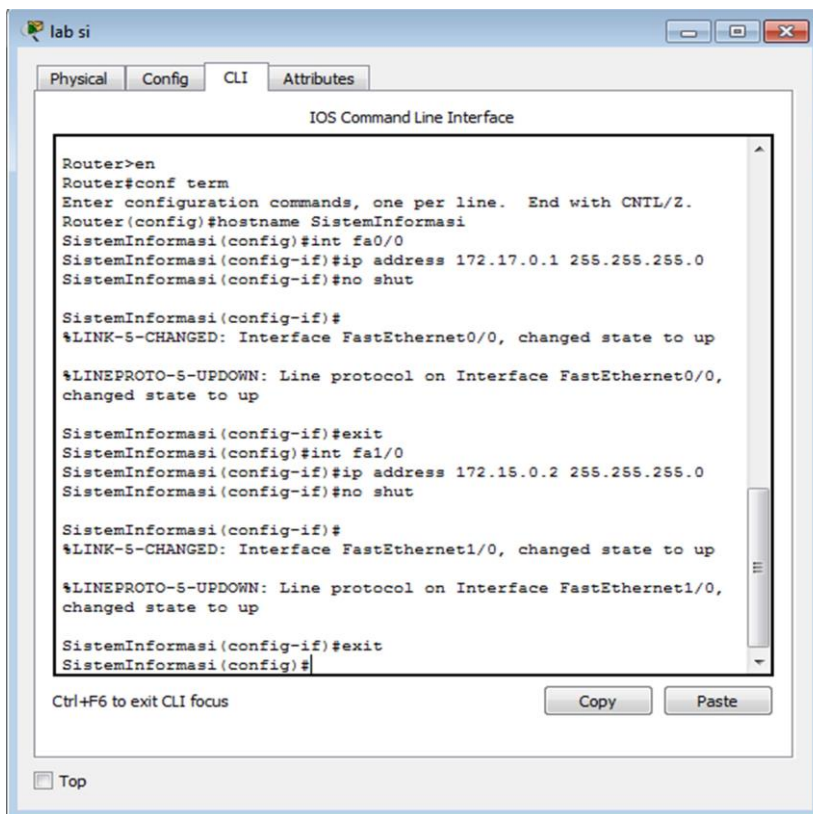 lab si
Physical Config CLI Attributes
IOS Command Line Interface
Router>en
Router#conf term
Enter configuration commands, one per line.  End with CNTL/Z.
Router(config)#hostname SistemInformasi
SistemInformasi(config)#int fa0/0
SistemInformasi(config-if)#ip address 172.17.0.1 255.255.255.0
SistemInformasi(config-if)#no shut
SistemInformasi(config-if)#
%LINK-5-CHANGED: Interface FastEthernet0/0, changed state to up
%LINEPROTO-5-UPDOWN: Line protocol on Interface FastEthernet0/0,
changed state to up
SistemInformasi(config-if)#exit
SistemInformasi(config)#int fa1/0
SistemInformasi(config-if)#ip address 172.15.0.2 255.255.255.0
SistemInformasi(config-if)#no shut
SistemInformasi(config-if)#
%LINK-5-CHANGED: Interface FastEthernet1/0, changed state to up
%LINEPROTO-5-UPDOWN: Line protocol on Interface FastEthernet1/0,
changed state to up
SistemInformasi(config-if)#exit
SistemInformasi(config)#
Ctrl+F6 to exit CLI focus Copy Paste
Top